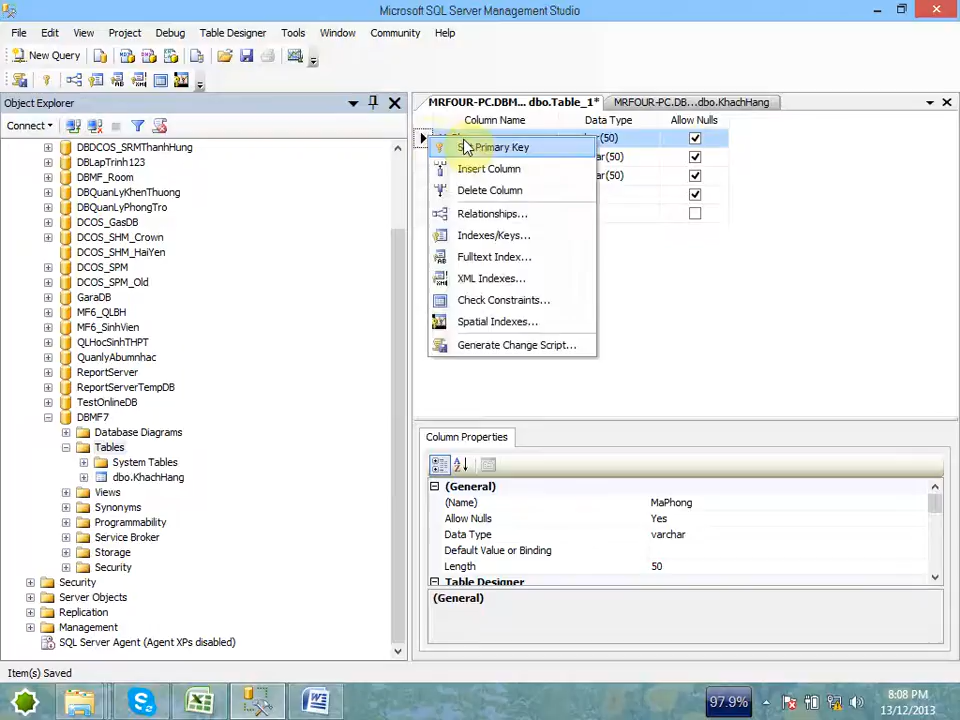 Microsoft SQL Server Management Studio
File Edit View Project Debug Table Designer Tools Window Community Help
New Query
Object Explorer
Connect
DBDCOS_SRMThanhHung
DBLapTrinh123
DBMF_Room
DBQuanLyKhenThuong
DBQuanLyPhongTro
DCOS_GasDB
DCOS_SHM_Crown
DCOS_SHM_HaiYen
DCOS_SPM
DCOS_SPM_Old
GaraDB
MF6_QLBH
MF6_SinhVien
QLHocSinhTHPT
QuanlyAbumnhac
ReportServer
ReportServerTempDB
TestOnlineDB
DBMF7
Database Diagrams
Tables
System Tables
dbo.KhachHang
Views
Synonyms
Programmability
Service Broker
Storage
Security
Security
Server Objects
Replication
Management
SQL Server Agent (Agent XPs disabled)
MRFOUR-PC.DBM... dbo.Table_1* MRFOUR-PC.DB...dbo.KhachHang
Column Name Data Type Allow Nulls
(50)
ar(50)
ar(50)
Primary Key
Insert Column
Delete Column
Relationships...
Indexes/Keys...
Fulltext Index...
XML Indexes...
Check Constraints...
Spatial Indexes...
Generate Change Script...
Column Properties
(General)
(Name) MaPhong
Allow Nulls Yes
Data Type varchar
Default Value or Binding
Length 50
Table Designer
(General)
Item(s) Saved
97.9%
8:08 PM
13/12/2013